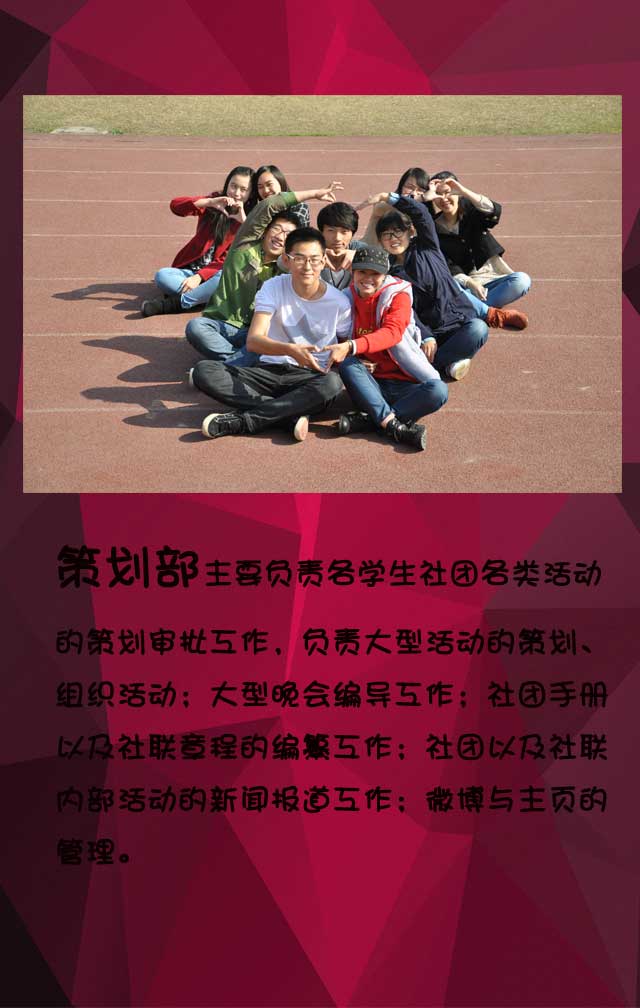 策划部主要负责各学生社团各类活动
的策划审批工作，负责大型活动的策划、
组织活动；大型晚会编导工作；社团手册
以及社联章程的编纂工作；社团以及社联
内部活动的新闻报道工作；微博与主页的
管理。